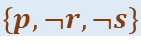 {p, ¬r, ¬s}